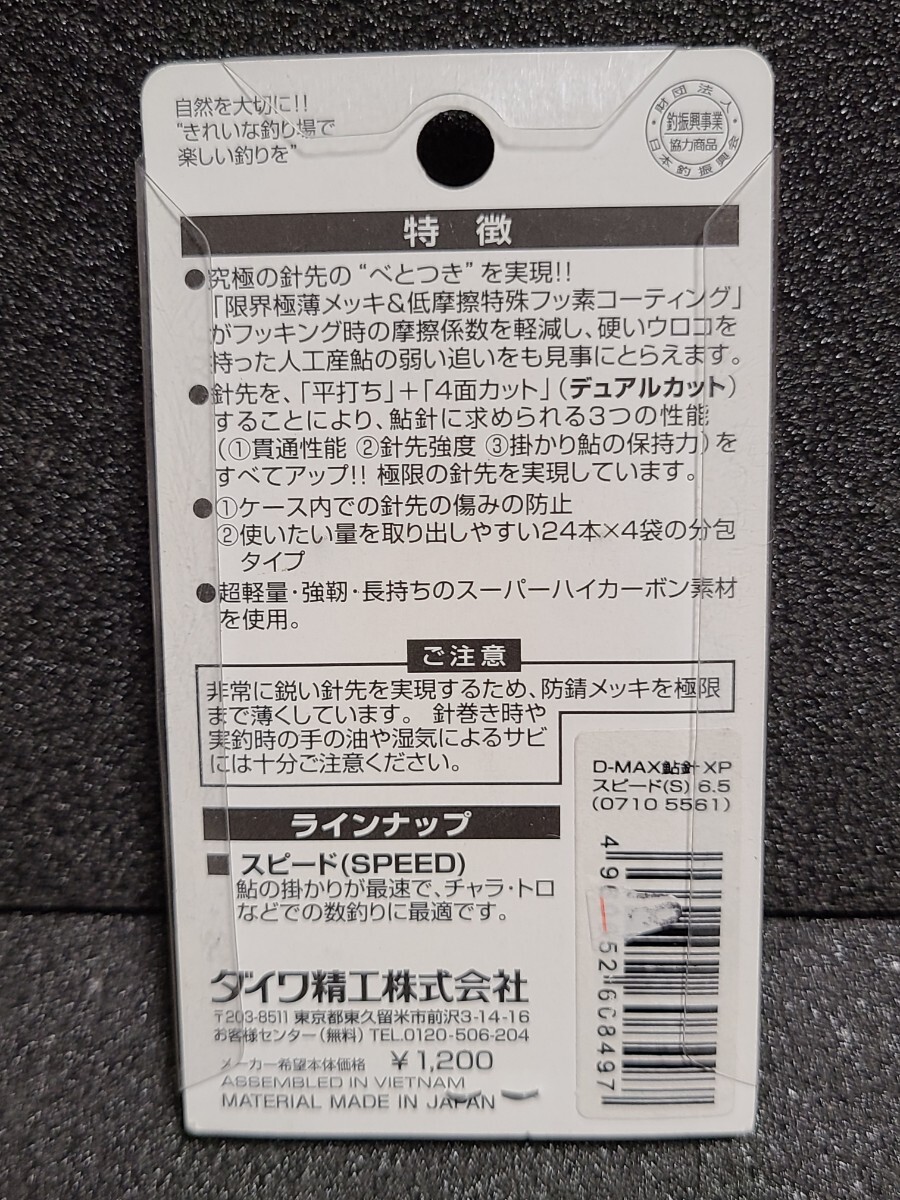 自然を大切に!!
“きれいな釣り場で
楽しい釣りを”
財団法人
釣振興事業
協力商品
日本釣振興会
特 徴
●究極の針先の“べとつき”を実現!!
「限界極薄メッキ&低摩擦特殊フッ素コーティング」
がフッキング時の摩擦係数を軽減し、硬いウロコを
持った人工産鮎の弱い追いをも見事にとらえます。
●針先を、「平打ち」+「4面カット」(デュアルカット)
することにより、鮎針に求められる3つの性能
(①貫通性能 ②針先強度 ③掛かり鮎の保持力)を
すべてアップ!! 極限の針先を実現しています。
●①ケース内での針先の傷みの防止
②使いたい量を取り出しやすい24本×4袋の分包
タイプ
●超軽量・強靭・長持ちのスーパーハイカーボン素材
を使用。
ご注意
非常に鋭い針先を実現するため、防錆メッキを極限
まで薄くしています。 針巻き時や
実釣時の手の油や湿気によるサビ
には十分ご注意ください。
ラインナップ
■ スピード(SPEED)
鮎の掛かりが最速で、チャラ・トロ
などでの数釣りに最適です。
ダイワ精工株式会社
〒203-8511 東京都東久留米市前沢3-14-16
お客様センター(無料) TEL.0120-506-204
メーカー希望本体価格 ¥1,200
ASSEMBLED IN VIETNAM
MATERIAL MADE IN JAPAN
D-MAX鮎針XP
スピード(S) 6.5
(0710 5561)
4 9 52 608497